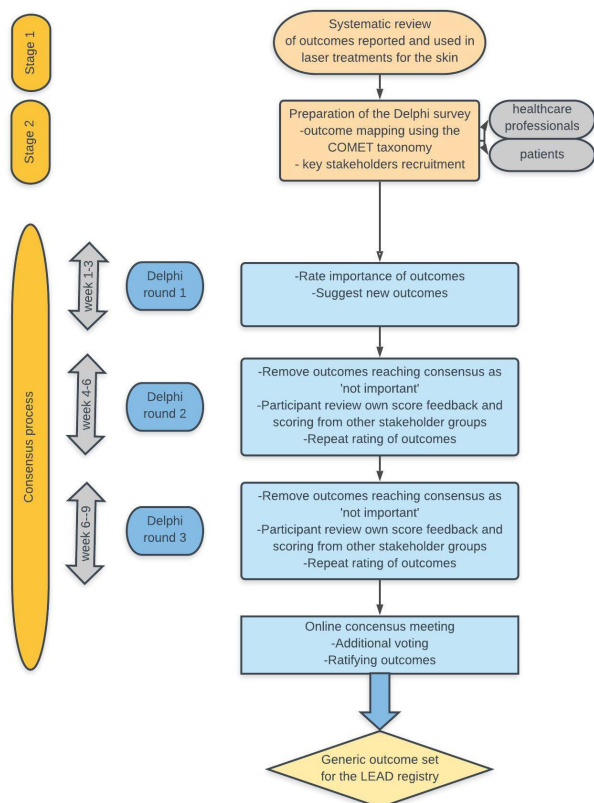 Stage 1
Systematic review
of outcomes reported and used in
laser treatments for the skin
Stage 2
Preparation of the Delphi survey
-outcome mapping using the
COMET taxonomy
- key stakeholders recruitment
healthcare
professionals
patients
Consensus process
week 1-3
Delphi
round 1
-Rate importance of outcomes
-Suggest new outcomes
week 4-6
Delphi
round 2
-Remove outcomes reaching consensus as
'not important'
-Participant review own score feedback and
scoring from other stakeholder groups
-Repeat rating of outcomes
week 6--9
Delphi
round 3
-Remove outcomes reaching consensus as
'not important'
-Participant review own score feedback and
scoring from other stakeholder groups
-Repeat rating of outcomes
Online concensus meeting
-Additional voting
-Ratifying outcomes
Generic outcome set
for the LEAD registry